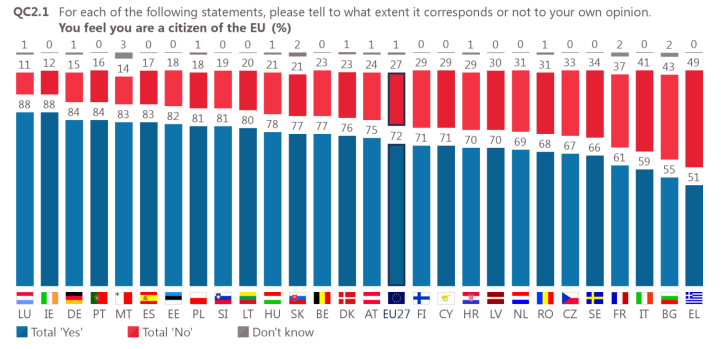 QC2.1 For each of the following statements, please tell to what extent it corresponds or not to your own opinion.
You feel you are a citizen of the EU (%)
1 0 1 0 3 0 0 1 0 0 1 2 0 1 1 1 0 0 1 0 0 1 0 0 2 0 2 0
11 12 15 16 14 17 18 18 19 20 21 21 23 23 24 27 29 29 29 30 31 31 33 34 37 41 43 49
88 88 84 84 83 83 82 81 81 80 78 77 77 76 75 72 71 71 70 70 69 68 67 66 61 59 55 51
LU IE DE PT MT ES EE PL SI LT HU SK BE DK AT EU27 FI CY HR LV NL RO CZ SE FR IT BG EL
Total 'Yes' Total 'No' Don't know